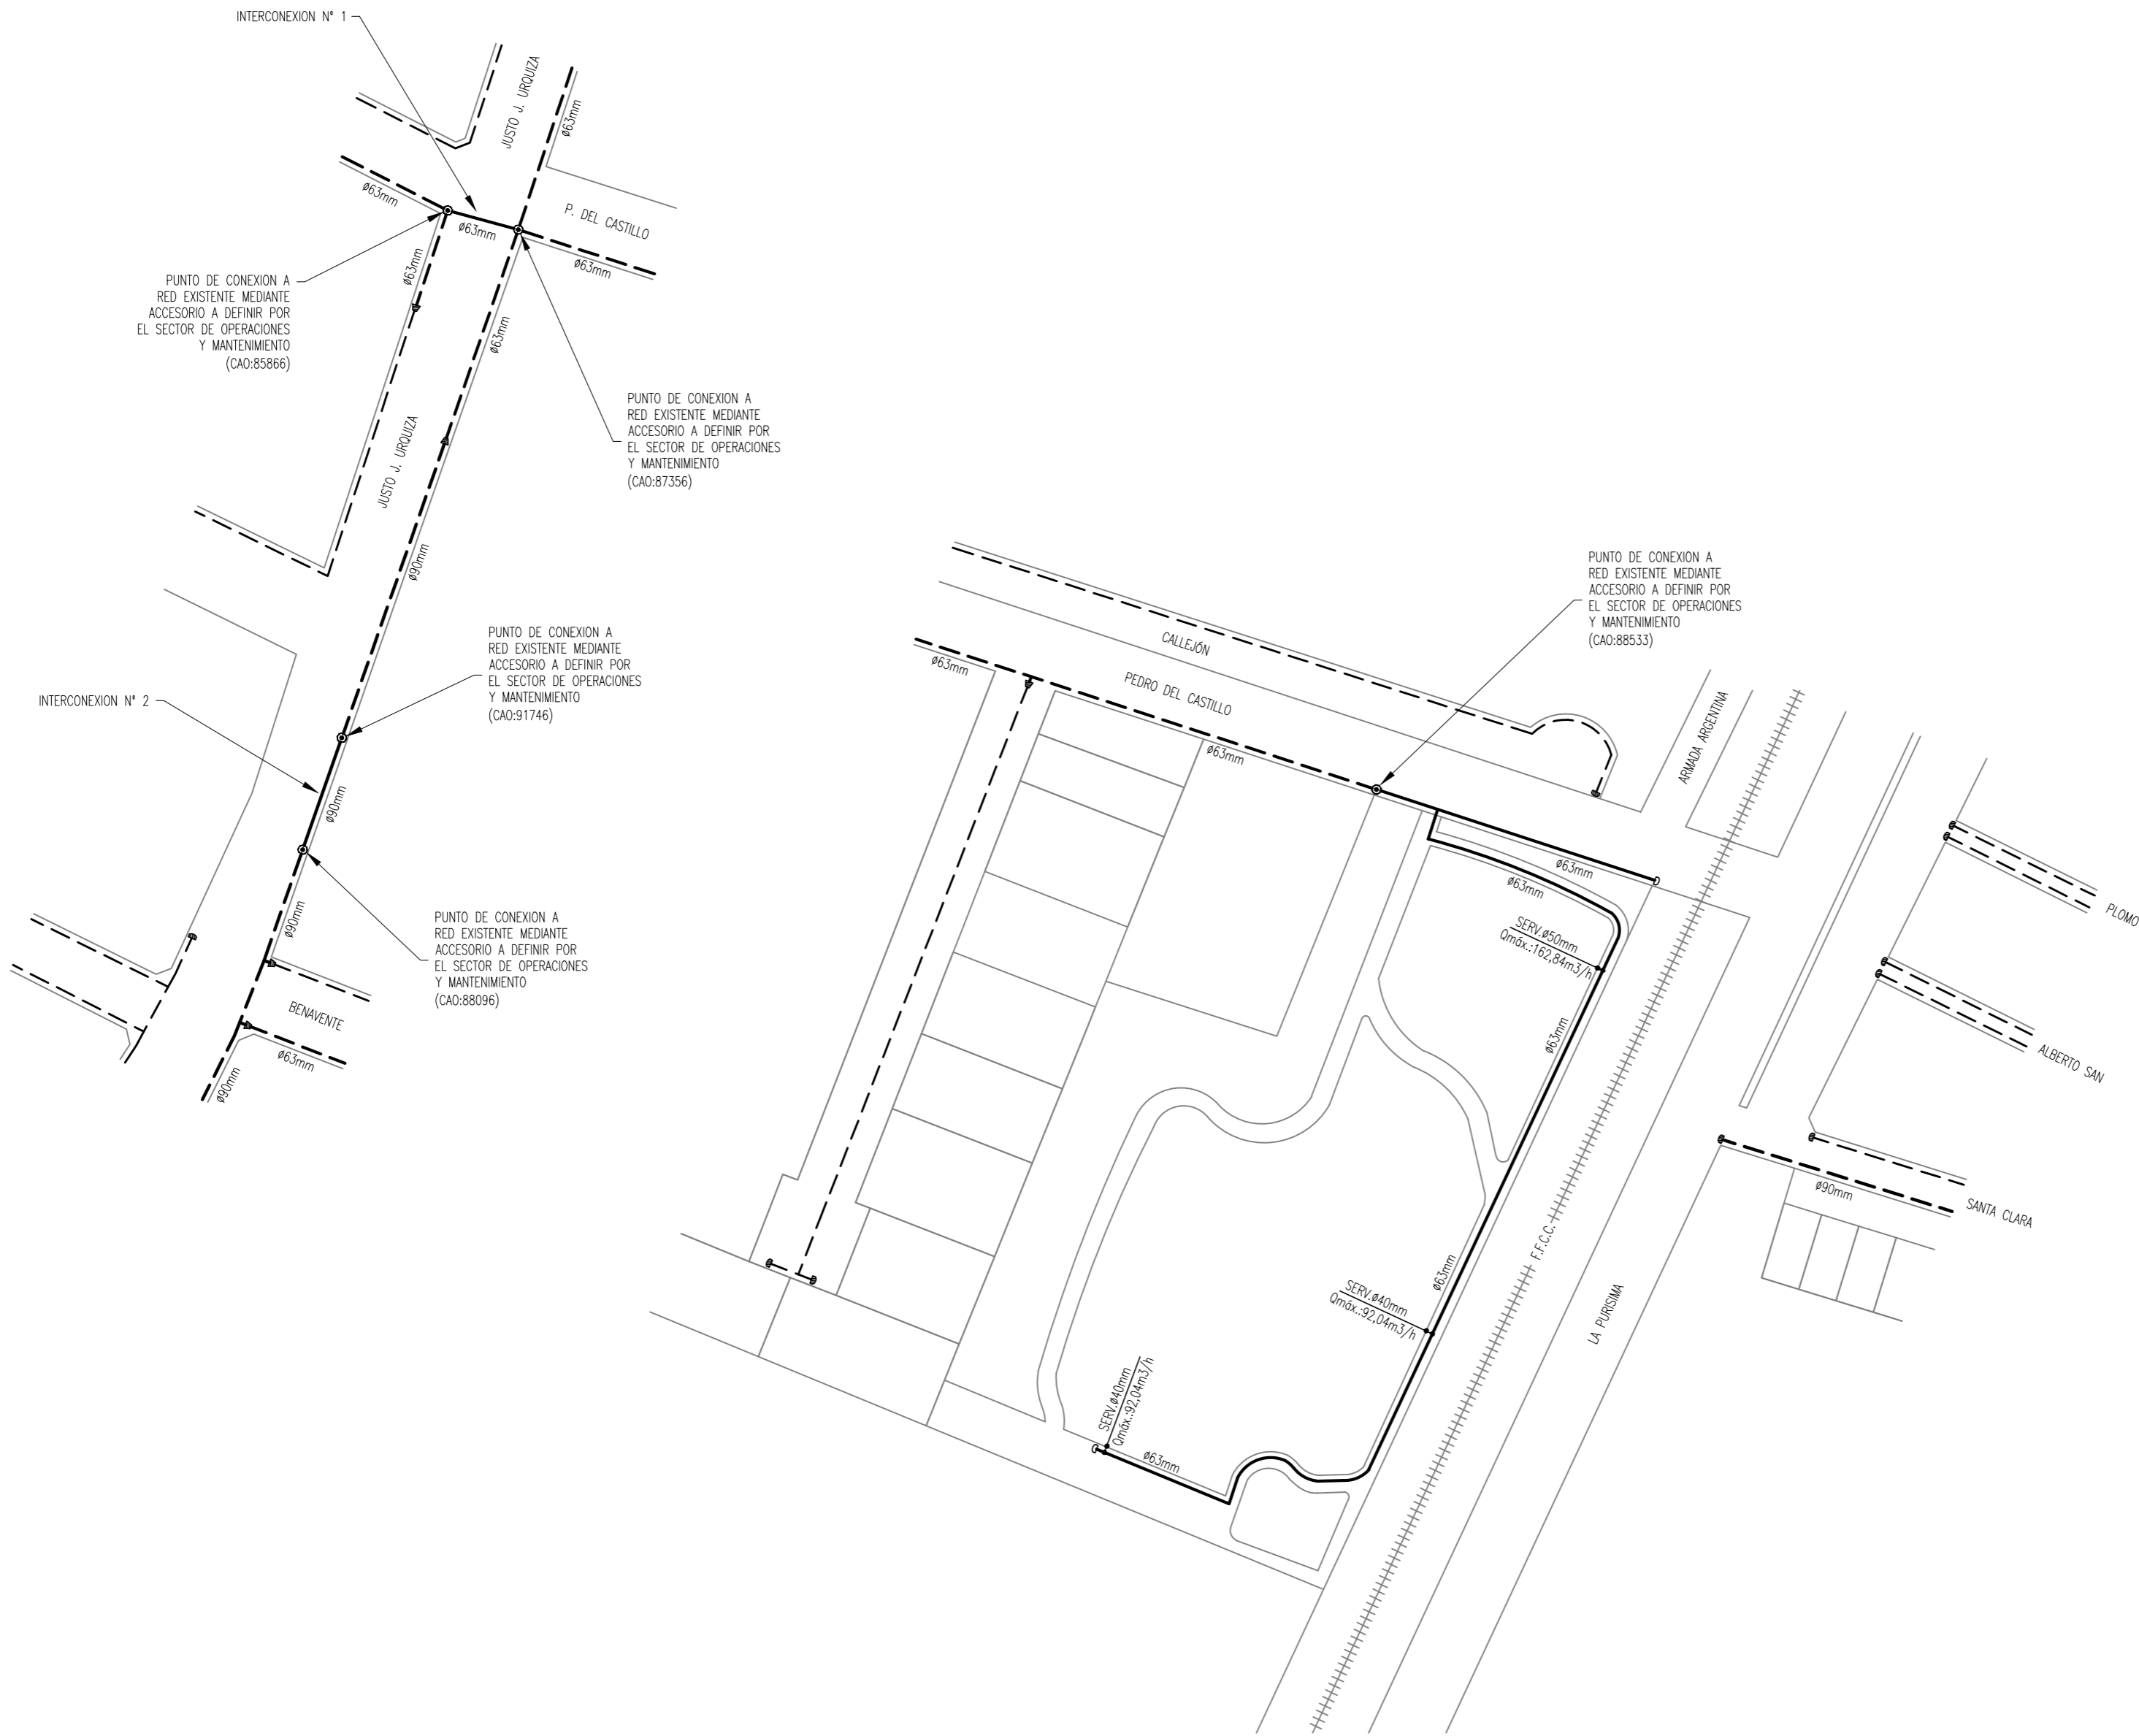 INTERCONEXION N° 1
JUSTO J. URQUIZA
ø63mm
ø63mm
P. DEL CASTILLO
ø63mm
ø63mm
ø63mm
PUNTO DE CONEXION A
RED EXISTENTE MEDIANTE
ACCESORIO A DEFINIR POR
EL SECTOR DE OPERACIONES
Y MANTENIMIENTO
(CAO:85866)
ø63mm
PUNTO DE CONEXION A
RED EXISTENTE MEDIANTE
ACCESORIO A DEFINIR POR
EL SECTOR DE OPERACIONES
Y MANTENIMIENTO
(CAO:87356)
JUSTO J. URQUIZA
ø90mm
PUNTO DE CONEXION A
RED EXISTENTE MEDIANTE
ACCESORIO A DEFINIR POR
EL SECTOR DE OPERACIONES
Y MANTENIMIENTO
(CAO:91746)
INTERCONEXION N° 2
ø90mm
ø90mm
PUNTO DE CONEXION A
RED EXISTENTE MEDIANTE
ACCESORIO A DEFINIR POR
EL SECTOR DE OPERACIONES
Y MANTENIMIENTO
(CAO:88096)
BENAVENTE
ø63mm
ø90mm
PUNTO DE CONEXION A
RED EXISTENTE MEDIANTE
ACCESORIO A DEFINIR POR
EL SECTOR DE OPERACIONES
Y MANTENIMIENTO
(CAO:88533)
CALLEJÓN
ø63mm
PEDRO DEL CASTILLO
ø63mm
ARMADA ARGENTINA
ø63mm
ø63mm
SERV.ø50mm
Qmáx.:162,84m3/h
PLOMO
ø63mm
ALBERTO SAN
ø90mm
SANTA CLARA
F.F.C.C.
ø63mm
SERV.ø40mm
Qmáx.:92,04m3/h
LA PURISIMA
SERV.ø40mm
Qmáx.:92,04m3/h
ø63mm